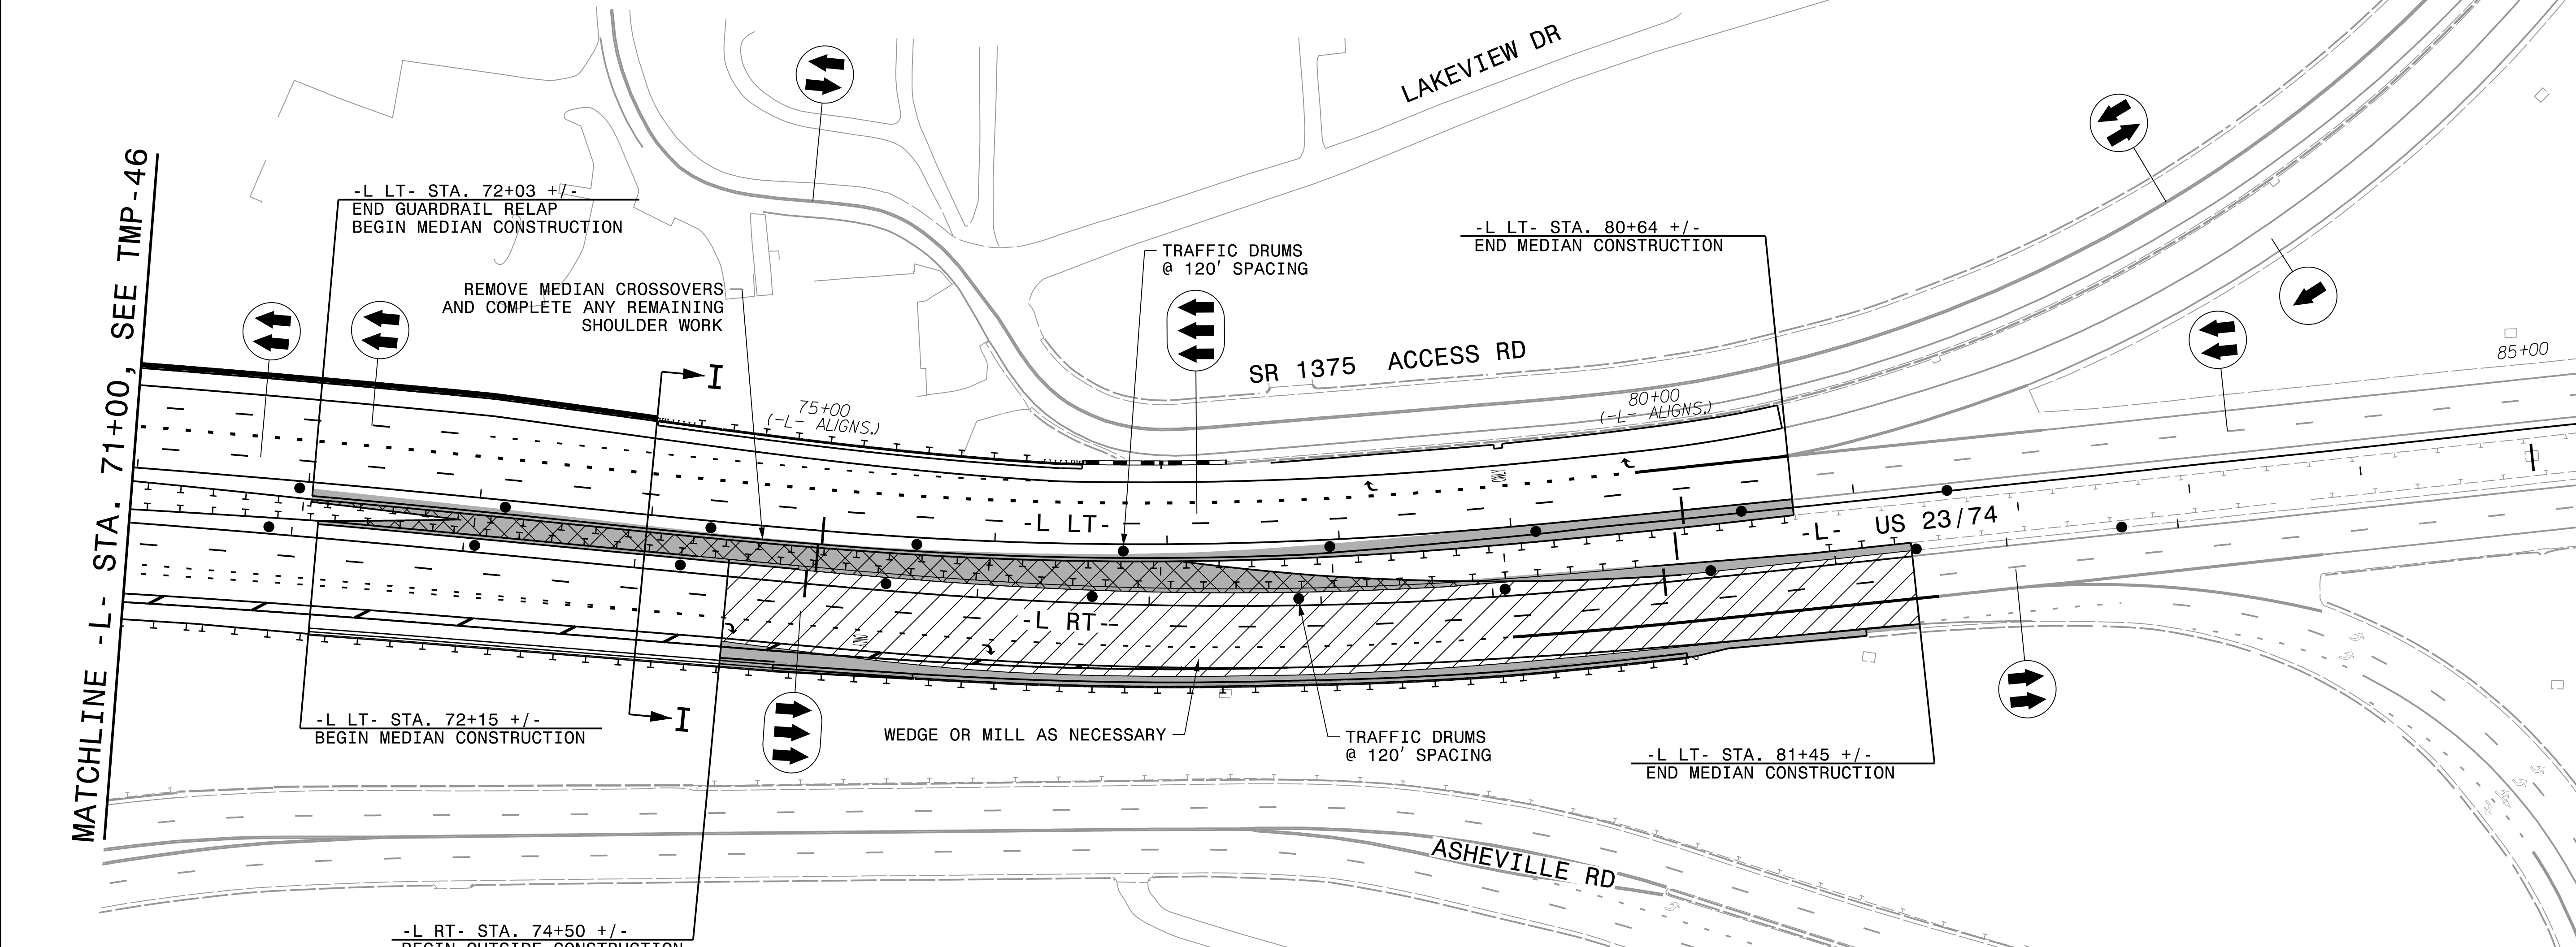 LAKEVIEW DR
MATCHLINE -L- STA. 71+00, SEE TMP-46
-L LT- STA. 72+03 +/-
END GUARDRAIL RELAP
BEGIN MEDIAN CONSTRUCTION
TRAFFIC DRUMS
@ 120' SPACING
-L LT- STA. 80+64 +/-
END MEDIAN CONSTRUCTION
REMOVE MEDIAN CROSSOVERS
AND COMPLETE ANY REMAINING
SHOULDER WORK
SR 1375 ACCESS RD
I
75+00
(-L- ALIGNS.)
80+00
(-L- ALIGNS.)
85+00
-L LT-
-L- US 23/74
-L RT-
I
-L LT- STA. 72+15 +/-
BEGIN MEDIAN CONSTRUCTION
WEDGE OR MILL AS NECESSARY
TRAFFIC DRUMS
@ 120' SPACING
-L LT- STA. 81+45 +/-
END MEDIAN CONSTRUCTION
ASHEVILLE RD
-L RT- STA. 74+50 +/-
BEGIN OUTSIDE CONSTRUCTION